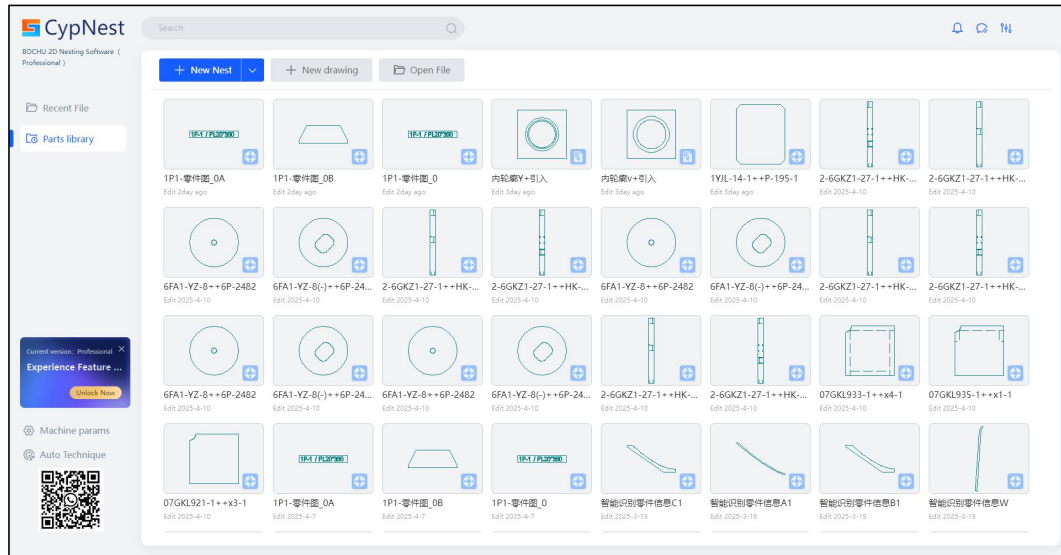 CypNest
Search
BOCHU 2D Nesting Software (
Professional )
New Nest
New drawing
Open File
Recent File
Parts library
1P-1 / PL20*360
1P-1 / PL20*360
1P1-零件图_0A
1P1-零件图_0B
1P1-零件图_0
内轮廓Y+引入
内轮廓v+引入
1YJL-14-1++P-195-1
2-6GKZ1-27-1++HK-...
2-6GKZ1-27-1++HK-...
Edit 2day ago
Edit 2day ago
Edit 2day ago
Edit 3day ago
Edit 3day ago
Edit 3day ago
Edit 2025-4-10
Edit 2025-4-10
6FA1-YZ-8++6P-2482
6FA1-YZ-8(-)++6P-24...
2-6GKZ1-27-1++HK-...
2-6GKZ1-27-1++HK-...
6FA1-YZ-8++6P-2482
6FA1-YZ-8(-)++6P-24...
2-6GKZ1-27-1++HK-...
2-6GKZ1-27-1++HK-...
Edit 2025-4-10
Edit 2025-4-10
Edit 2025-4-10
Edit 2025-4-10
Edit 2025-4-10
Edit 2025-4-10
Edit 2025-4-10
Edit 2025-4-10
Current version: Professional
Experience Feature ...
Unlock Now
6FA1-YZ-8++6P-2482
6FA1-YZ-8(-)++6P-24...
6FA1-YZ-8++6P-2482
6FA1-YZ-8(-)++6P-24...
2-6GKZ1-27-1++HK-...
2-6GKZ1-27-1++HK-...
07GKL933-1++x4-1
07GKL935-1++x1-1
Edit 2025-4-10
Edit 2025-4-10
Edit 2025-4-10
Edit 2025-4-10
Edit 2025-4-10
Edit 2025-4-10
Edit 2025-4-10
Edit 2025-4-10
Machine params
Auto Technique
1P-1 / PL20*360
1P-1 / PL20*360
07GKL921-1++x3-1
1P1-零件图_0A
1P1-零件图_0B
1P1-零件图_0
智能识别零件信息C1
智能识别零件信息A1
智能识别零件信息B1
智能识别零件信息W
Edit 2025-4-10
Edit 2025-4-7
Edit 2025-4-7
Edit 2025-4-7
Edit 2025-3-19
Edit 2025-3-19
Edit 2025-3-19
Edit 2025-3-19